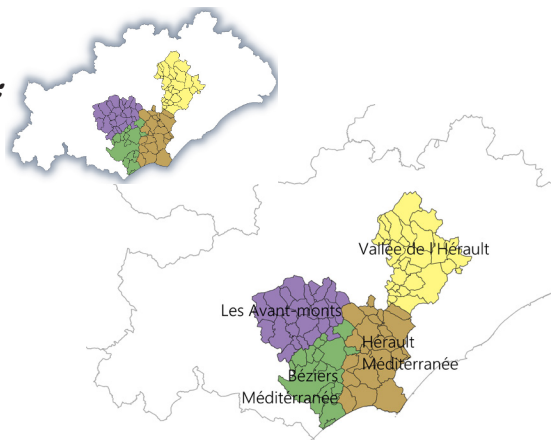 Vallée de l'Hérault
Les Avant-monts
Hérault
Méditerranée
Béziers
Méditerranée